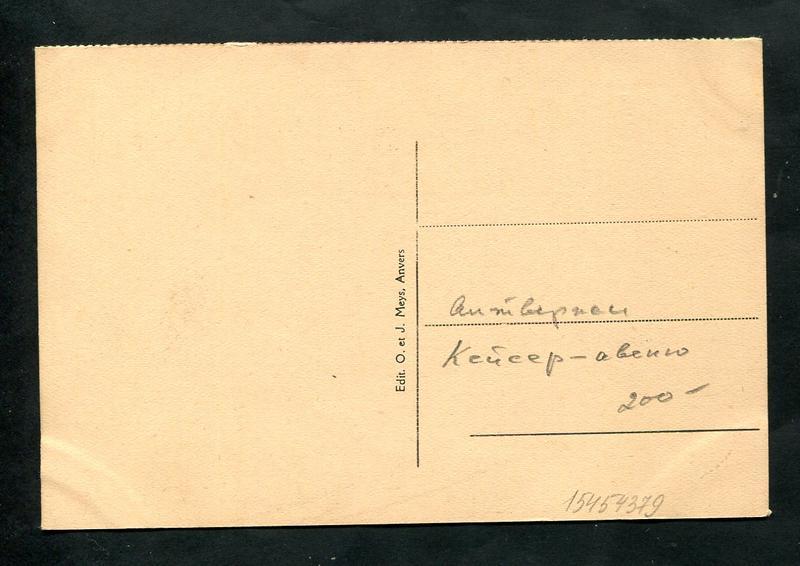 Edit. O. et J. Meys, Anvers
Антверпен
Кейсер-авеню
200-
15454379